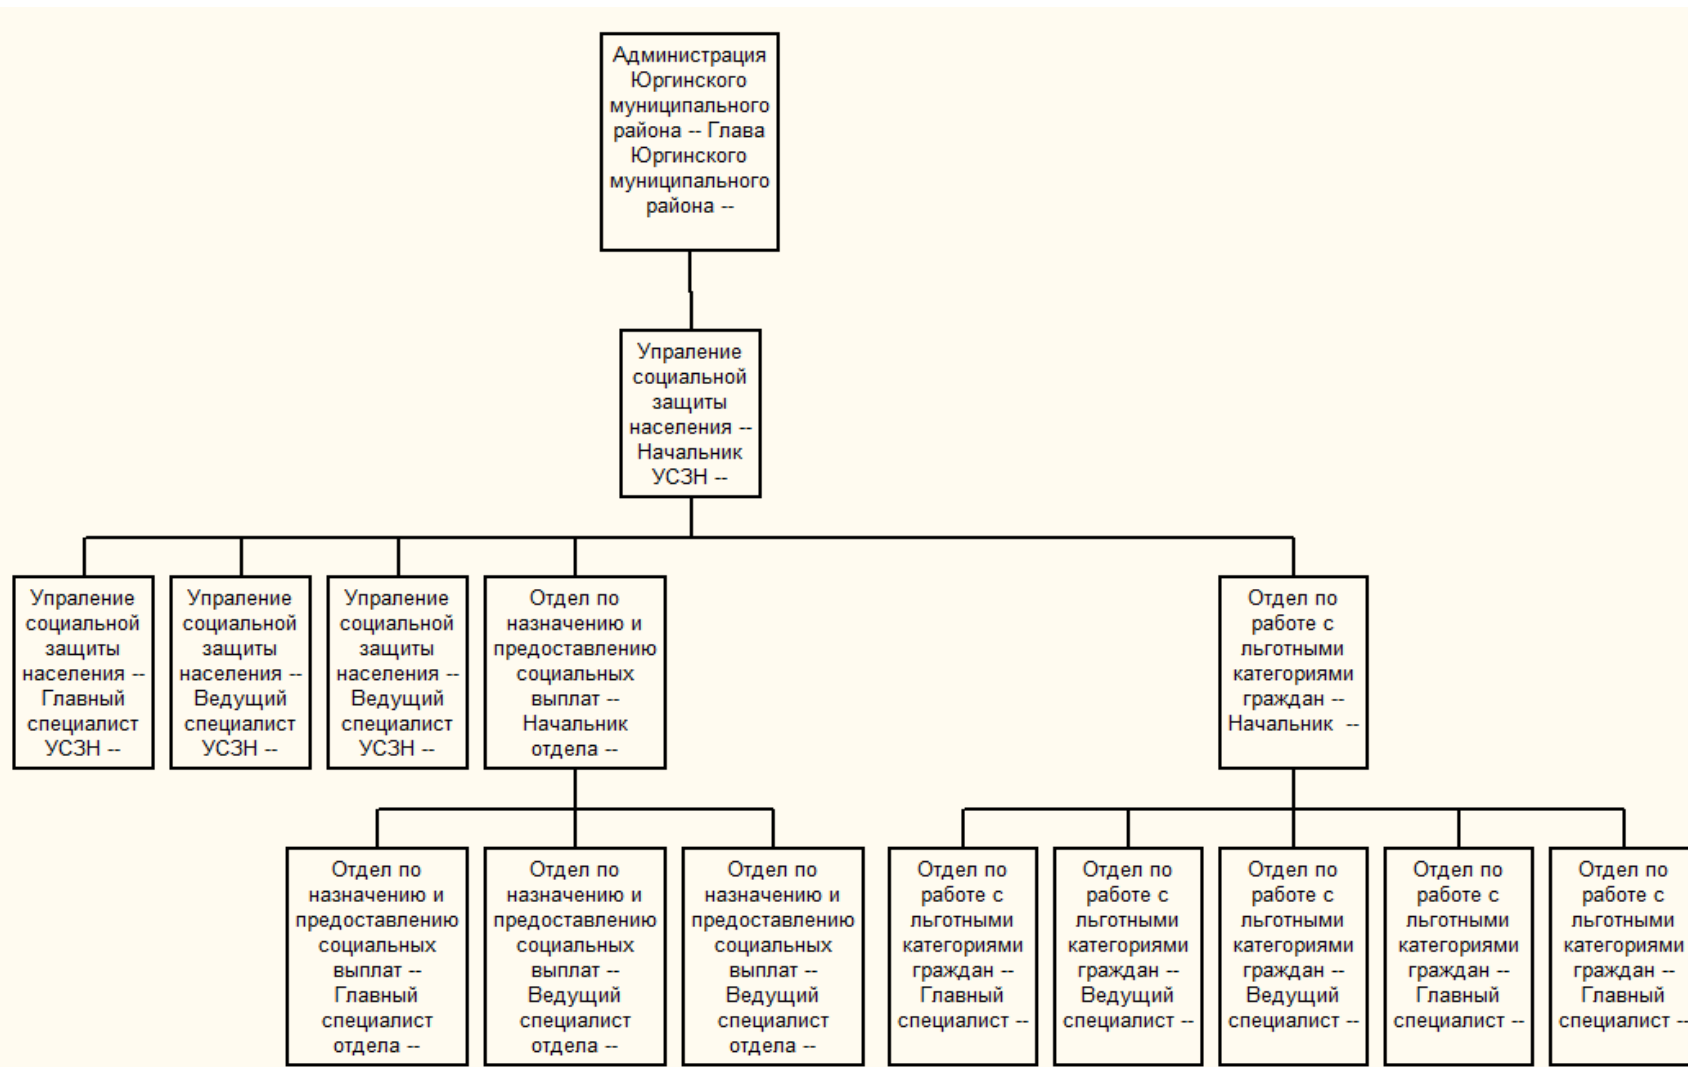 Администрация
Юргинского
муниципального
района -- Глава
Юргинского
муниципального
района --
Упраление
социальной
защиты
населения --
Начальник
УСЗН --
Упраление
социальной
защиты
населения --
Главный
специалист
УСЗН --
Упраление
социальной
защиты
населения --
Ведущий
специалист
УСЗН --
Упраление
социальной
защиты
населения --
Ведущий
специалист
УСЗН --
Отдел по
назначению и
предоставлению
социальных
выплат --
Начальник
отдела --
Отдел по
работе с
льготными
категориями
граждан --
Начальник --
Отдел по
назначению и
предоставлению
социальных
выплат --
Главный
специалист
отдела --
Отдел по
назначению и
предоставлению
социальных
выплат --
Ведущий
специалист
отдела --
Отдел по
назначению и
предоставлению
социальных
выплат --
Ведущий
специалист
отдела --
Отдел по
работе с
льготными
категориями
граждан --
Главный
специалист --
Отдел по
работе с
льготными
категориями
граждан --
Ведущий
специалист --
Отдел по
работе с
льготными
категориями
граждан --
Ведущий
специалист --
Отдел по
работе с
льготными
категориями
граждан --
Главный
специалист --
Отдел по
работе с
льготными
категориями
граждан --
Главный
специалист --